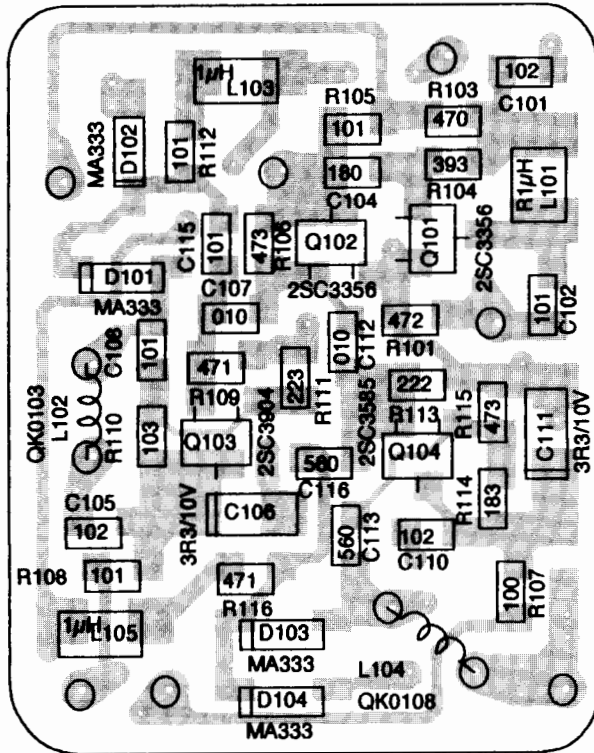 1μH
L103
R103
102
C101
R105
101
470
MA333
D102
101
R112
180
C104
393
R104
R1μH
L101
C115
101
473
R106
Q102
2SC3356
Q101
2SC3356
D101
MA333
C107
010
010
C112
472
R101
101
C102
C108
101
471
R109
223
R111
222
R113
QK0103
L102
R110
103
Q103
2SC3904
2SC3585
Q104
R115
473
C111
3R3/10V
560
C116
C105
102
3R3/10V
C106
560
C113
102
C110
R114
183
R108
101
471
R116
100
R107
1μH
L105
D103
MA333
L104
QK0108
D104
MA333